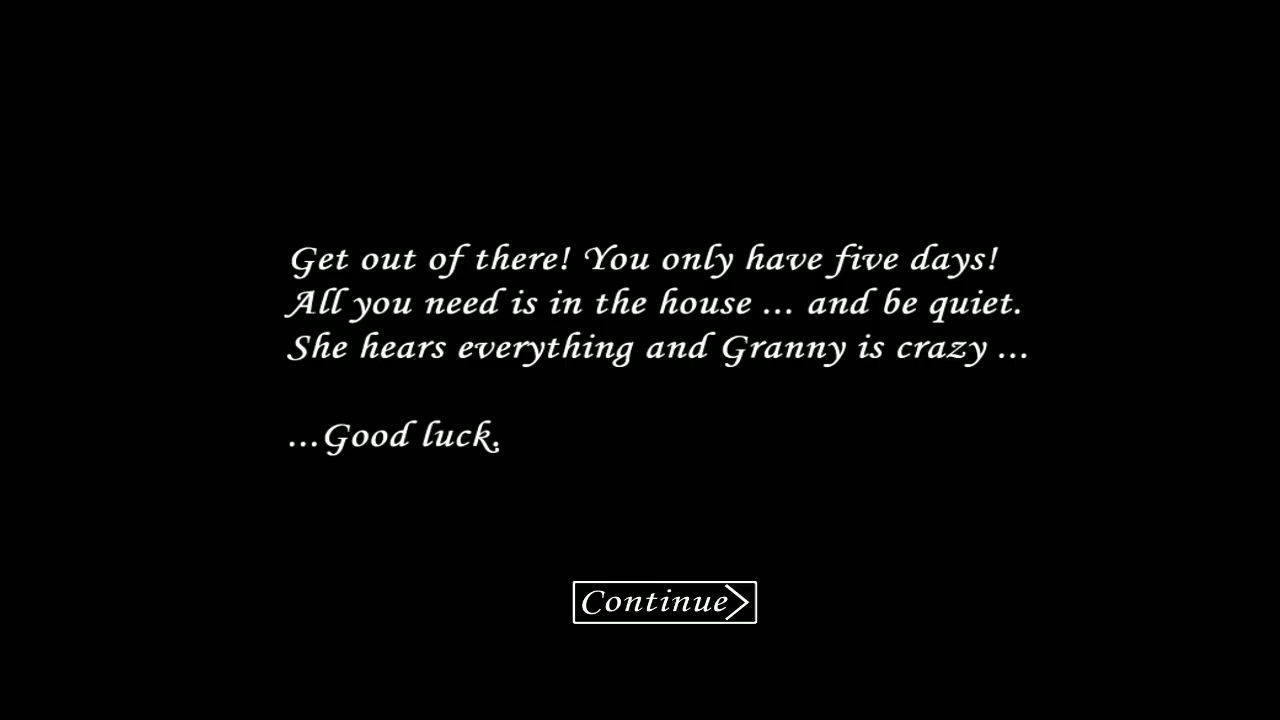 Get out of there! You only have five days!
All you need is in the house ... and be quiet.
She hears everything and Granny is crazy ...
...Good luck.
Continue